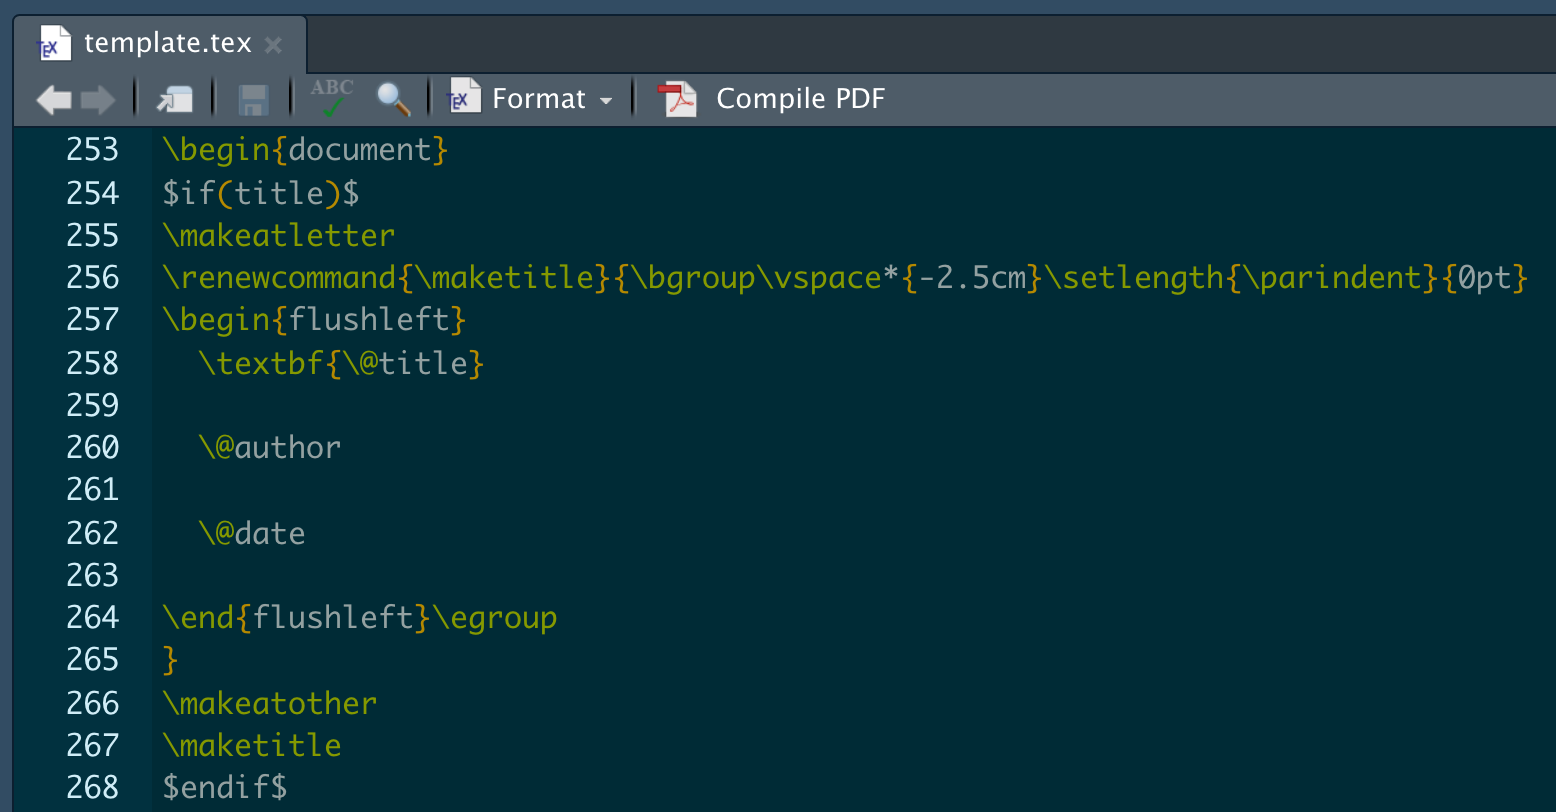 template.tex
ABC
TEX Format
Compile PDF
253 \begin{document}
254 $if(title)$
255 \makeatletter
256 \renewcommand{\maketitle}{\bgroup\vspace*{-2.5cm}\setlength{\parindent}{0pt}
257 \begin{flushleft}
258   \textbf{\@title}
259
260   \@author
261
262   \@date
263
264 \end{flushleft}\egroup
265 }
266 \makeatother
267 \maketitle
268 $endif$